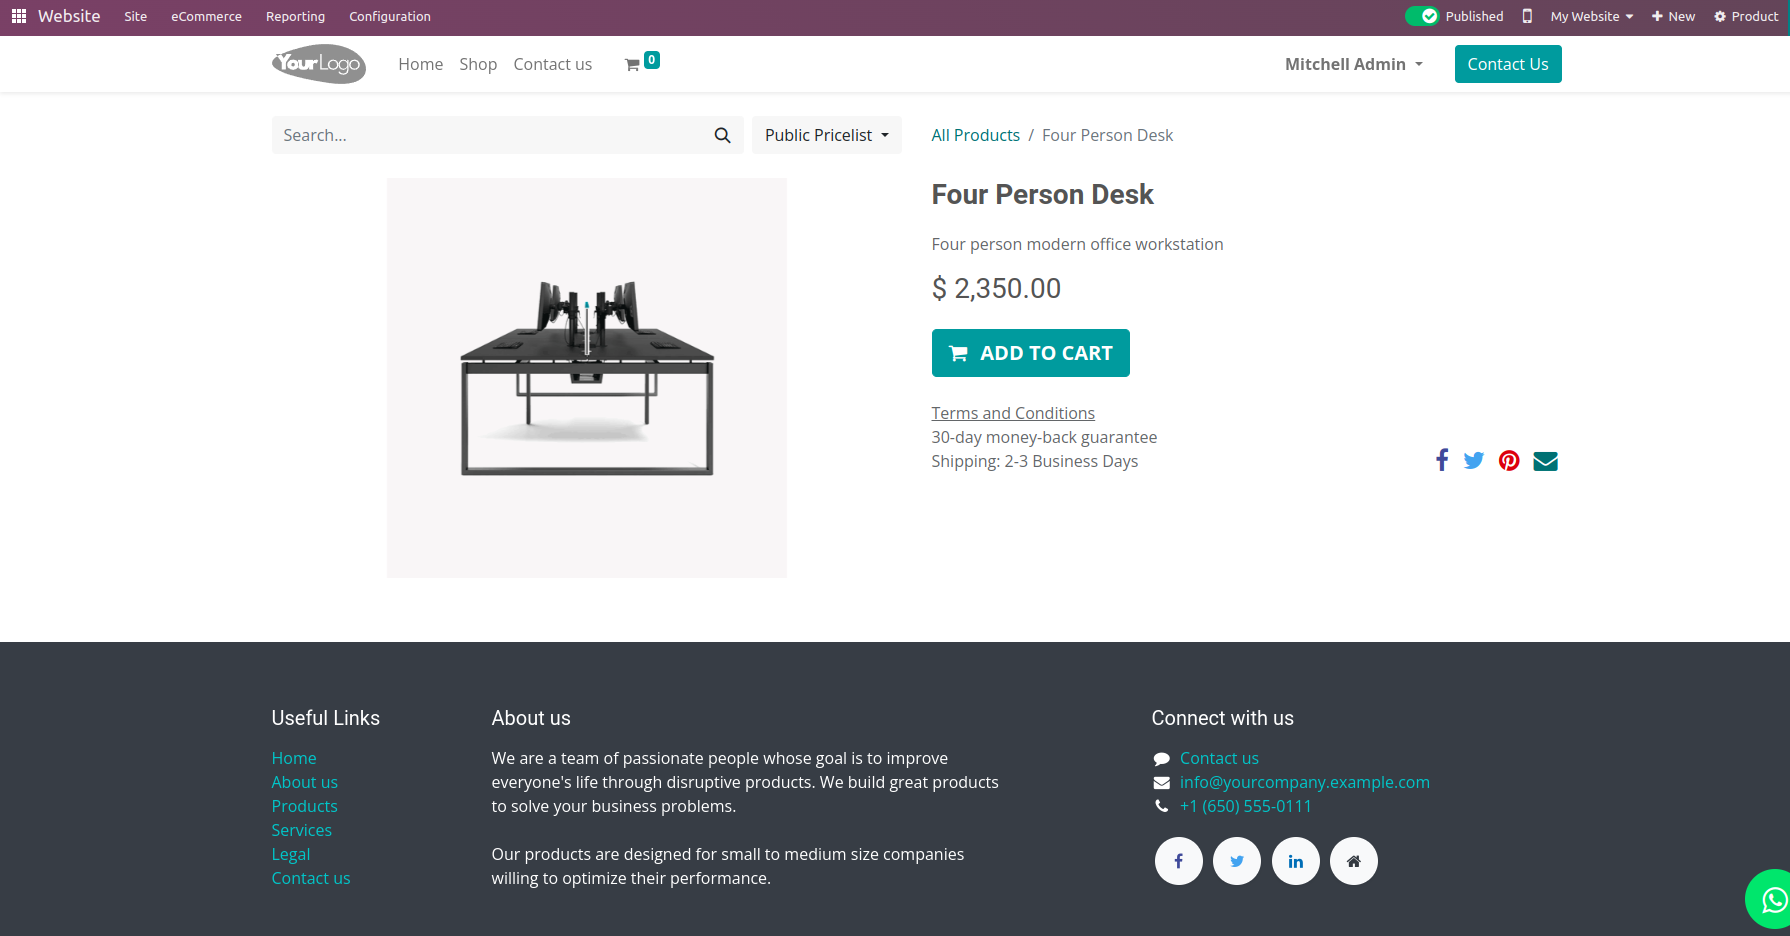 Website Site eCommerce Reporting Configuration Published My Website New Product
YourLogo Home Shop Contact us 0 Mitchell Admin Contact Us
Search... Public Pricelist All Products / Four Person Desk
Four Person Desk
Four person modern office workstation
$ 2,350.00
ADD TO CART
Terms and Conditions
30-day money-back guarantee
Shipping: 2-3 Business Days
Useful Links
Home
About us
Products
Services
Legal
Contact us
About us
We are a team of passionate people whose goal is to improve
everyone's life through disruptive products. We build great products
to solve your business problems.
Our products are designed for small to medium size companies
willing to optimize their performance.
Connect with us
Contact us
info@yourcompany.example.com
+1 (650) 555-0111